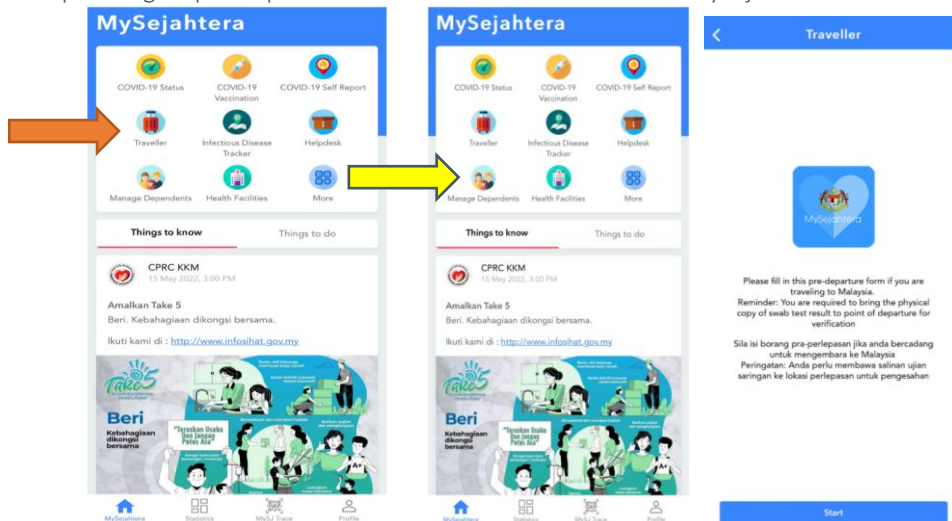 MySejahtera
COVID-19 Status
COVID-19 Vaccination
COVID-19 Self Report
Traveller
Infectious Disease Tracker
Helpdesk
Manage Dependents
Health Facilities
More
Things to know
Things to do
CPRC KKM
15 May 2022, 3:00 PM
Amalkan Take 5
Beri. Kebahagiaan dikongsi bersama.
Ikuti kami di : http://www.infosihat.gov.my
Take5
Beri
Kebahagiaan
dikongsi
bersama
"Teruskan Usaha
Dan Jangan
Putus Asa"
MySejahtera
Statistics
MySJ Trace
Profile
MySejahtera
COVID-19 Status
COVID-19 Vaccination
COVID-19 Self Report
Traveller
Infectious Disease Tracker
Helpdesk
Manage Dependents
Health Facilities
More
Things to know
Things to do
CPRC KKM
15 May 2022, 3:00 PM
Amalkan Take 5
Beri. Kebahagiaan dikongsi bersama.
Ikuti kami di : http://www.infosihat.gov.my
Take5
Beri
Kebahagiaan
dikongsi
bersama
"Teruskan Usaha
Dan Jangan
Putus Asa"
MySejahtera
Statistics
MySJ Trace
Profile
Traveller
MySejahtera
Please fill in this pre-departure form if you are
traveling to Malaysia.
Reminder: You are required to bring the physical
copy of swab test result to point of departure for
verification
Sila isi borang pra-perlepasan jika anda bercadang
untuk mengembara ke Malaysia
Peringatan: Anda perlu membawa salinan ujian
saringan ke lokasi perlepasan untuk pengesahan
Start